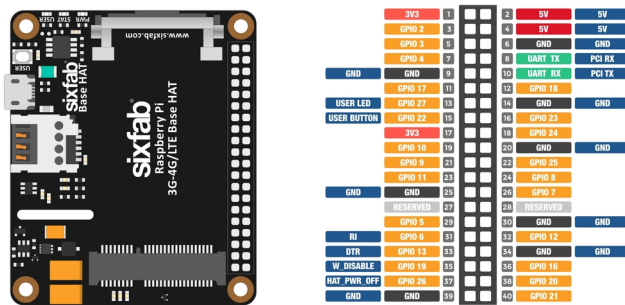 PWR
STAT
USER
www.sixfab.com
USER
sixfab
Base HAT
sixfab
Raspberry Pi
3G-4G/LTE Base HAT
3V3 1 2 5V 5V
GPIO 2 3 4 5V 5V
GPIO 3 5 6 GND GND
GPIO 4 7 8 UART TX PCI RX
GND GND 9 10 UART RX PCI TX
GPIO 17 11 12 GPIO 18
USER LED GPIO 27 13 14 GND GND
USER BUTTON GPIO 22 15 16 GPIO 23
3V3 17 18 GPIO 24
GPIO 10 19 20 GND GND
GPIO 9 21 22 GPIO 25
GPIO 11 23 24 GPIO 8
GND GND 25 26 GPIO 7
RESERVED 27 28 RESERVED
GPIO 5 29 30 GND GND
RI GPIO 6 31 32 GPIO 12
DTR GPIO 13 33 34 GND GND
W_DISABLE GPIO 19 35 36 GPIO 16
HAT_PWR_OFF GPIO 26 37 38 GPIO 20
GND GND 39 40 GPIO 21